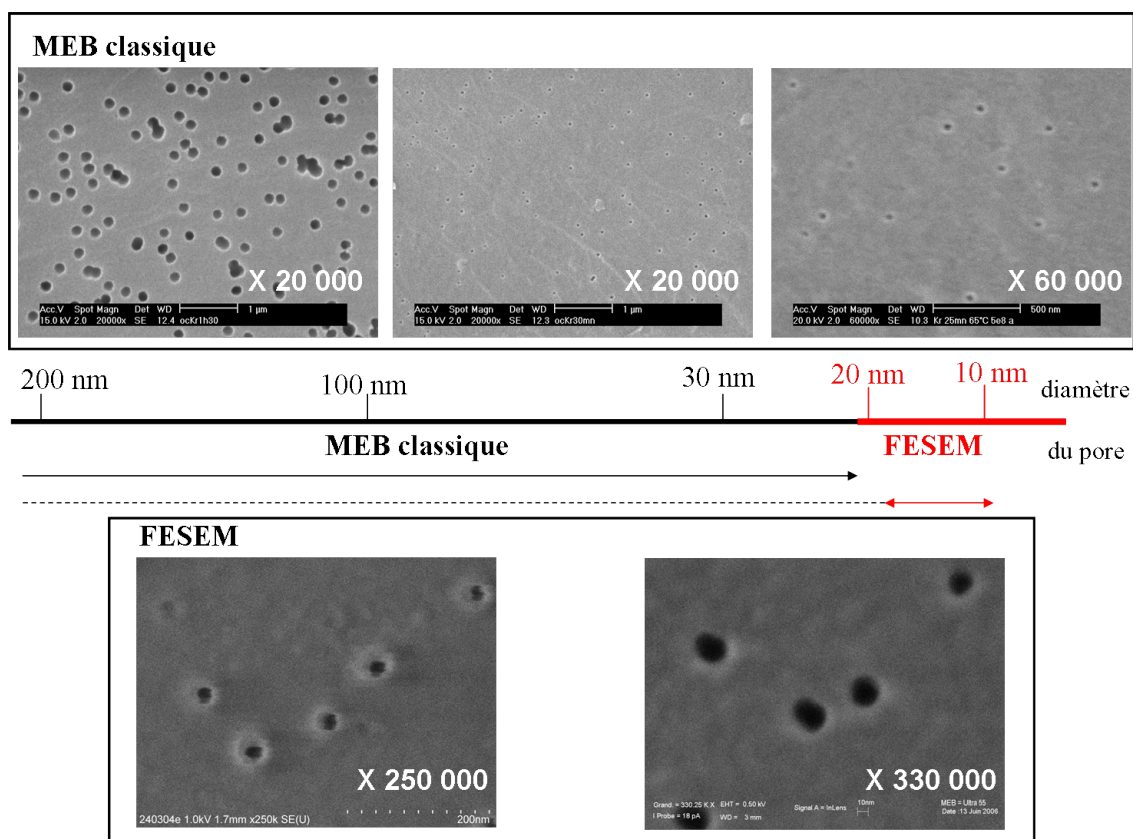 MEB classique
X 20 000
Acc.V Spot Magn Det WD 1 µm
15.0 kV 2.0 20000x SE 12.4 ocKr1h30
X 20 000
Acc.V Spot Magn Det WD 1 µm
15.0 kV 2.0 20000x SE 12.3 ocKr30mn
X 60 000
Acc.V Spot Magn Det WD 500 nm
20.0 kV 2.0 60000x SE 10.3 Kr 25mn 65°C 5e8 a
200 nm 100 nm 30 nm 20 nm 10 nm diamètre
MEB classique FESEM du pore
FESEM
X 250 000
240304e 1.0kV 1.7mm x250k SE(U) 200nm
X 330 000
Grand. = 330.25 K X EHT = 0.50 kV Signal A = InLens 10nm MEB = Ultra 55
I Probe = 18 pA WD = 3 mm Date :13 Juin 2006